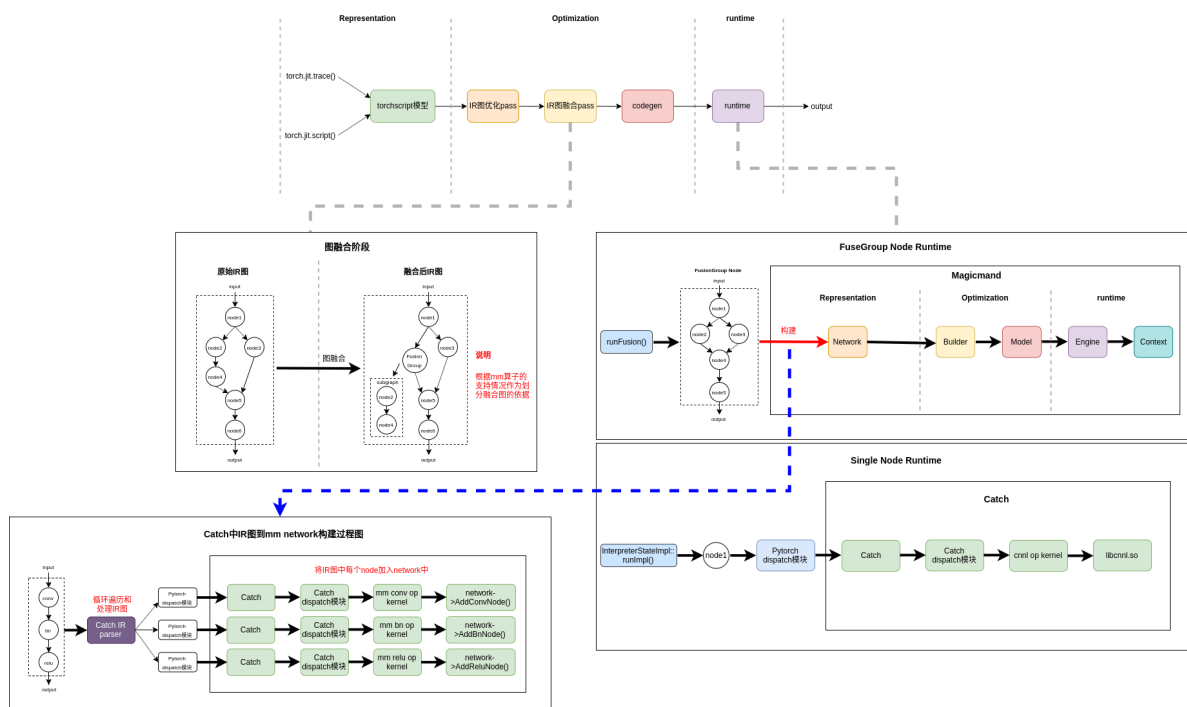 Representation
Optimization
runtime
torch.jit.trace()
torch.jit.script()
torchscript模型
IR图优化pass
IR图融合pass
codegen
runtime
output
图融合阶段
原始IR图
input
node1
node2
node3
node4
node5
node6
output
图融合
融合后IR图
input
node1
node3
Fusion
Group
subgraph
node2
node4
node5
node6
output
说明
根据mm算子的
支持情况作为划
分融合图的依据
FuseGroup Node Runtime
runFusion()
FusionGroup Node
input
node1
node2
node3
node4
node5
output
构建
Magicmand
Representation
Optimization
runtime
Network
Builder
Model
Engine
Context
Single Node Runtime
InterpreterStateImpl::
runImpl()
node1
Pytorch
dispatch模块
Catch
Catch
Catch
dispatch模块
cnnl op kernel
libcnnl.so
Catch中IR图到mm network构建过程图
input
conv
bn
relu
output
循环遍历和
处理IR图
Catch IR
parser
将IR图中每个node加入network中
Pytorch
dispatch模块
Catch
Catch
dispatch模块
mm conv op
kernel
network-
>AddConvNode()
Pytorch
dispatch模块
Catch
Catch
dispatch模块
mm bn op
kernel
network-
>AddBnNode()
Pytorch
dispatch模块
Catch
Catch
dispatch模块
mm relu op
kernel
network-
>AddReluNode()